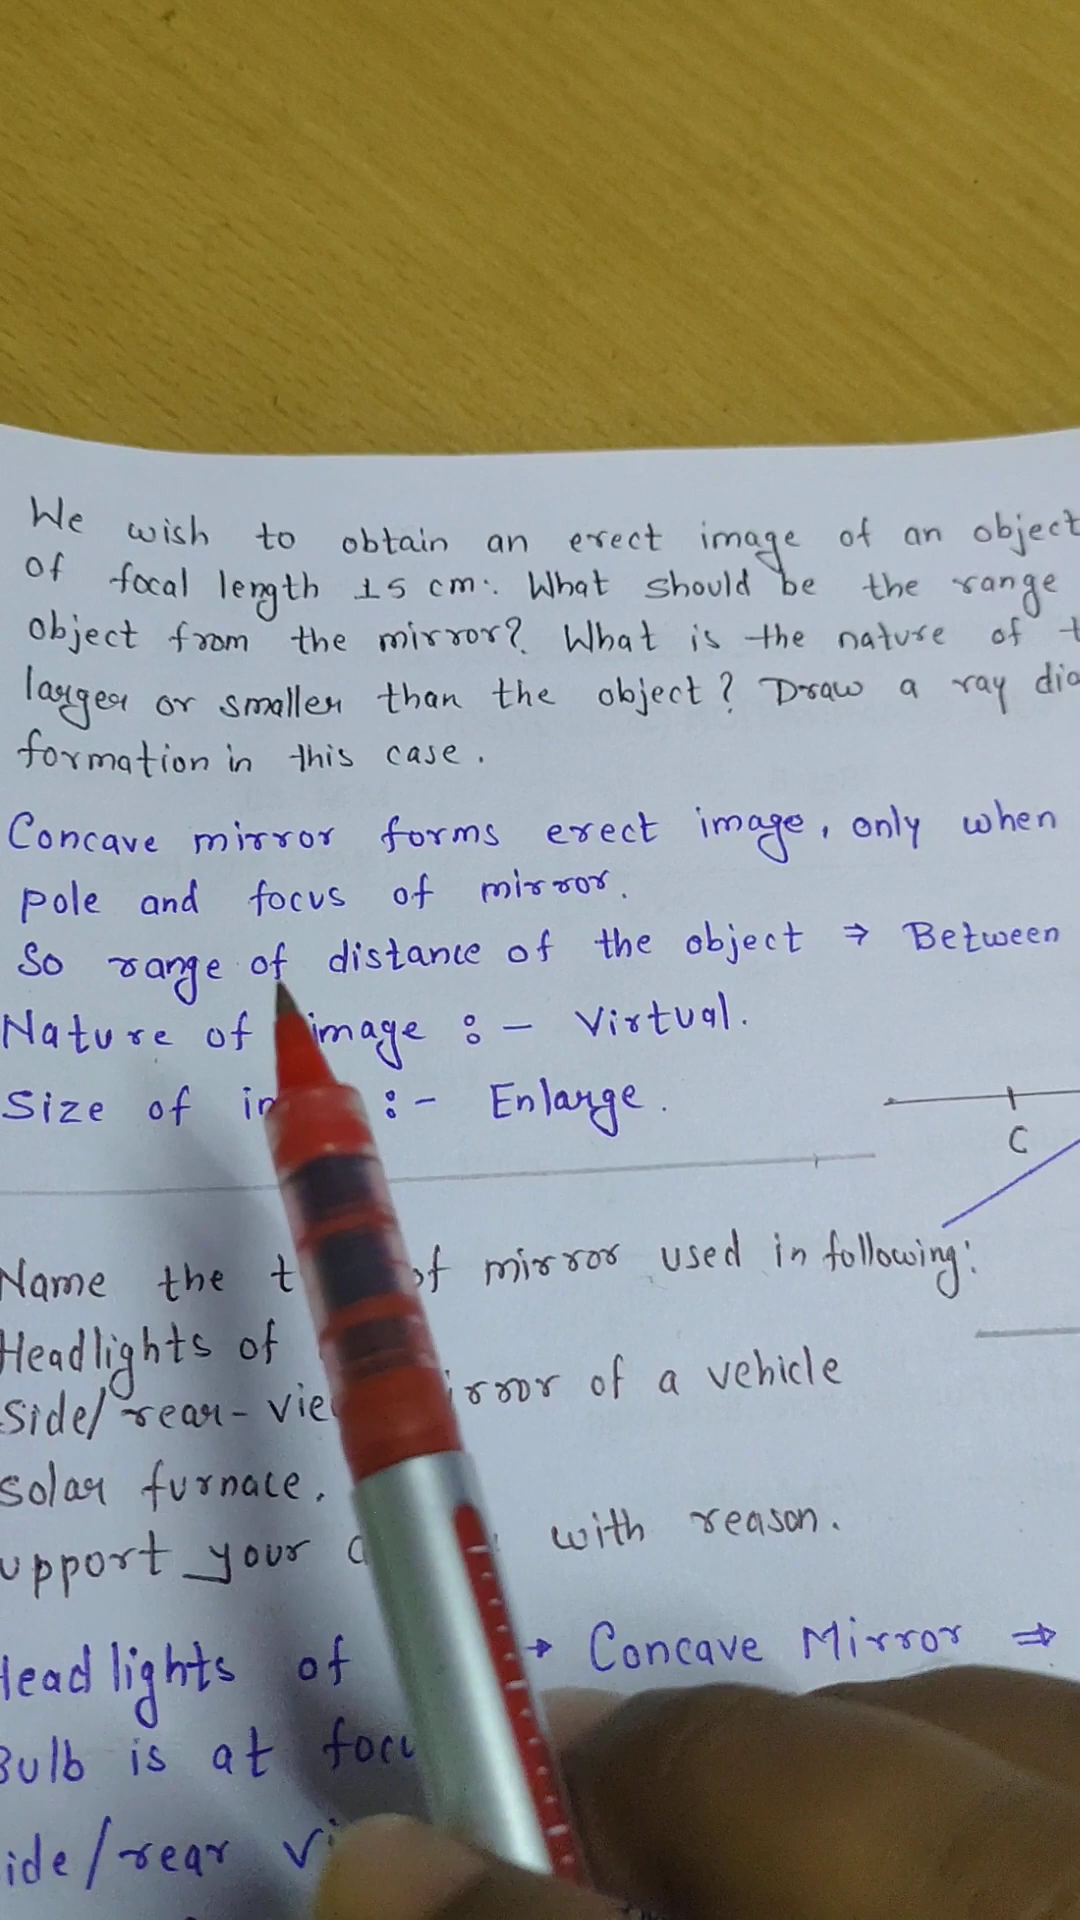 We wish to obtain an erect image of an object
of focal length 15 cm. What should be the range
object from the mirror? What is the nature of
larger or smaller than the object? Draw a ray
formation in this case.
Concave mirror forms erect image, only when
pole and focus of mirror.
So range of distance of the object ⇒ Between
Nature of image :- Virtual.
Size of :- Enlarge.
C
Name the of mirror used in following:
Headlights of
Side/rear-view mirror of a vehicle
Solar furnace.
upport your with reason.
Headlights of → Concave Mirror ⇒
Bulb is at focu
ide/rear vi